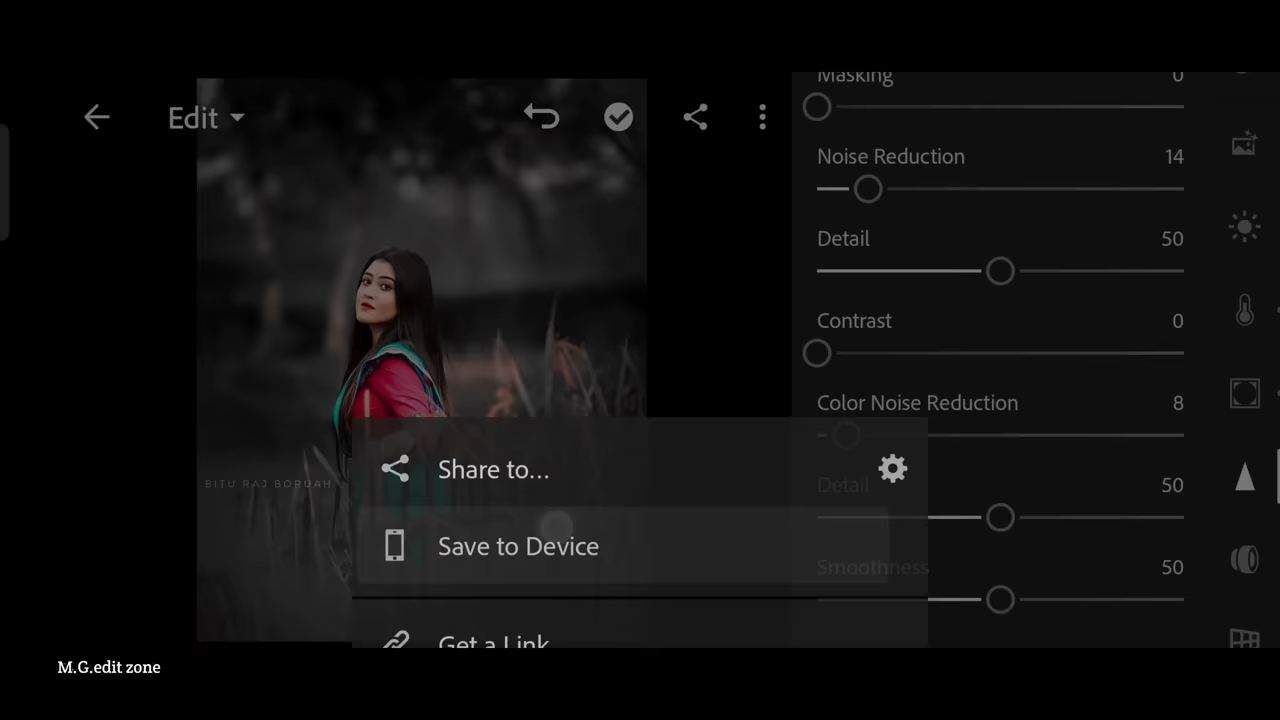 Edit
Masking 0
Noise Reduction 14
Detail 50
Contrast 0
Color Noise Reduction 8
Detail 50
Smoothness 50
BITU RAJ BORUAH
Share to...
Save to Device
Get a Link
M.G.edit zone